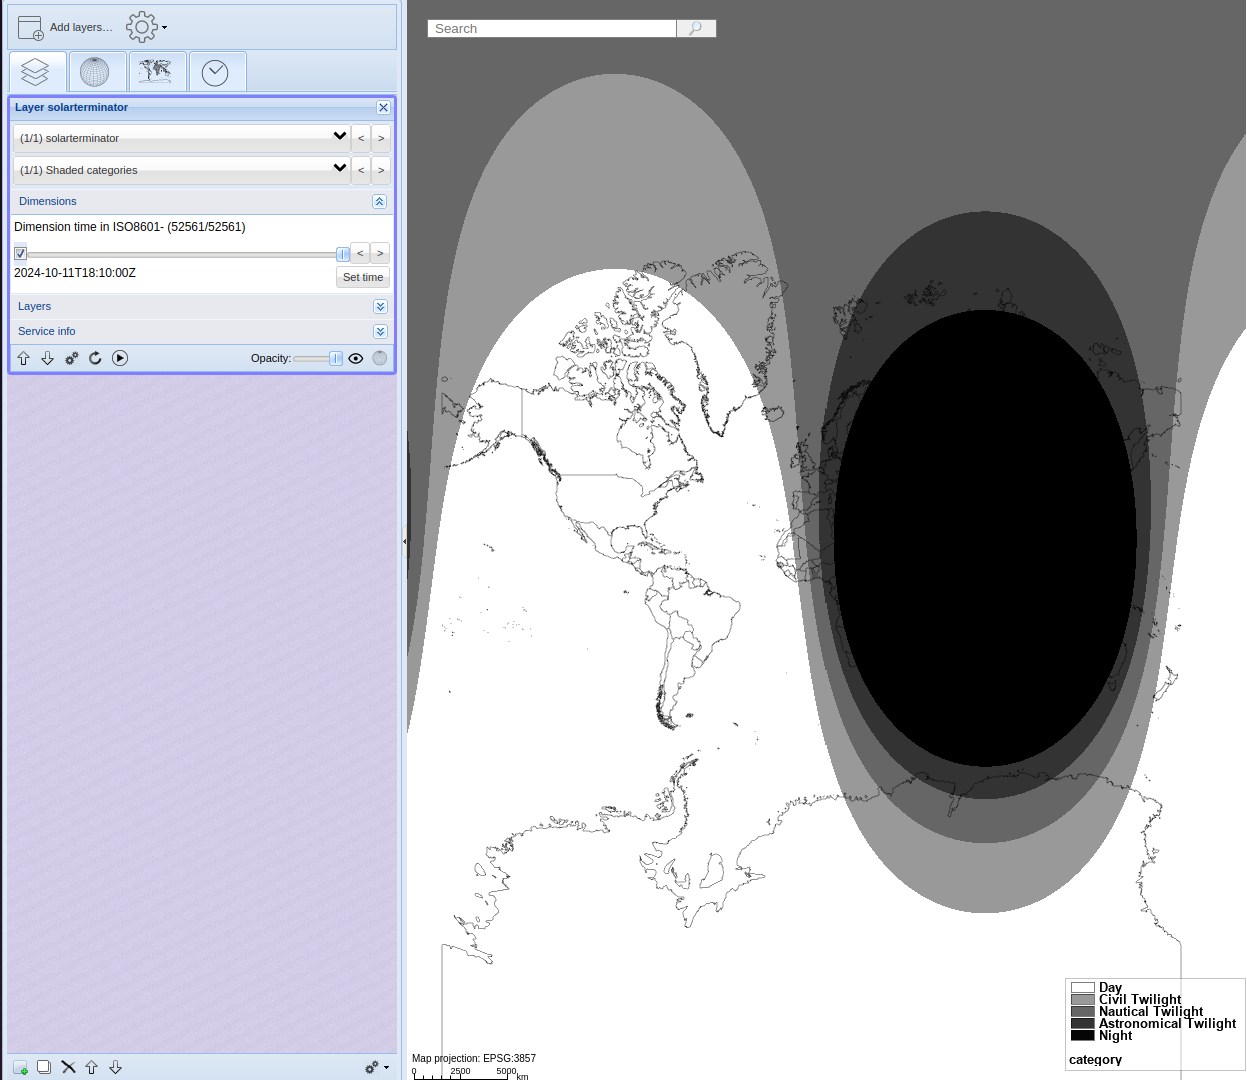 Add layers...
Search
Layer solarterminator
(1/1) solarterminator
< >
(1/1) Shaded categories
< >
Dimensions
Dimension time in ISO8601- (52561/52561)
< >
2024-10-11T18:10:00Z
Set time
Layers
Service info
Opacity:
Day
Civil Twilight
Nautical Twilight
Astronomical Twilight
Night
category
Map projection: EPSG:3857
0 2500 5000
km